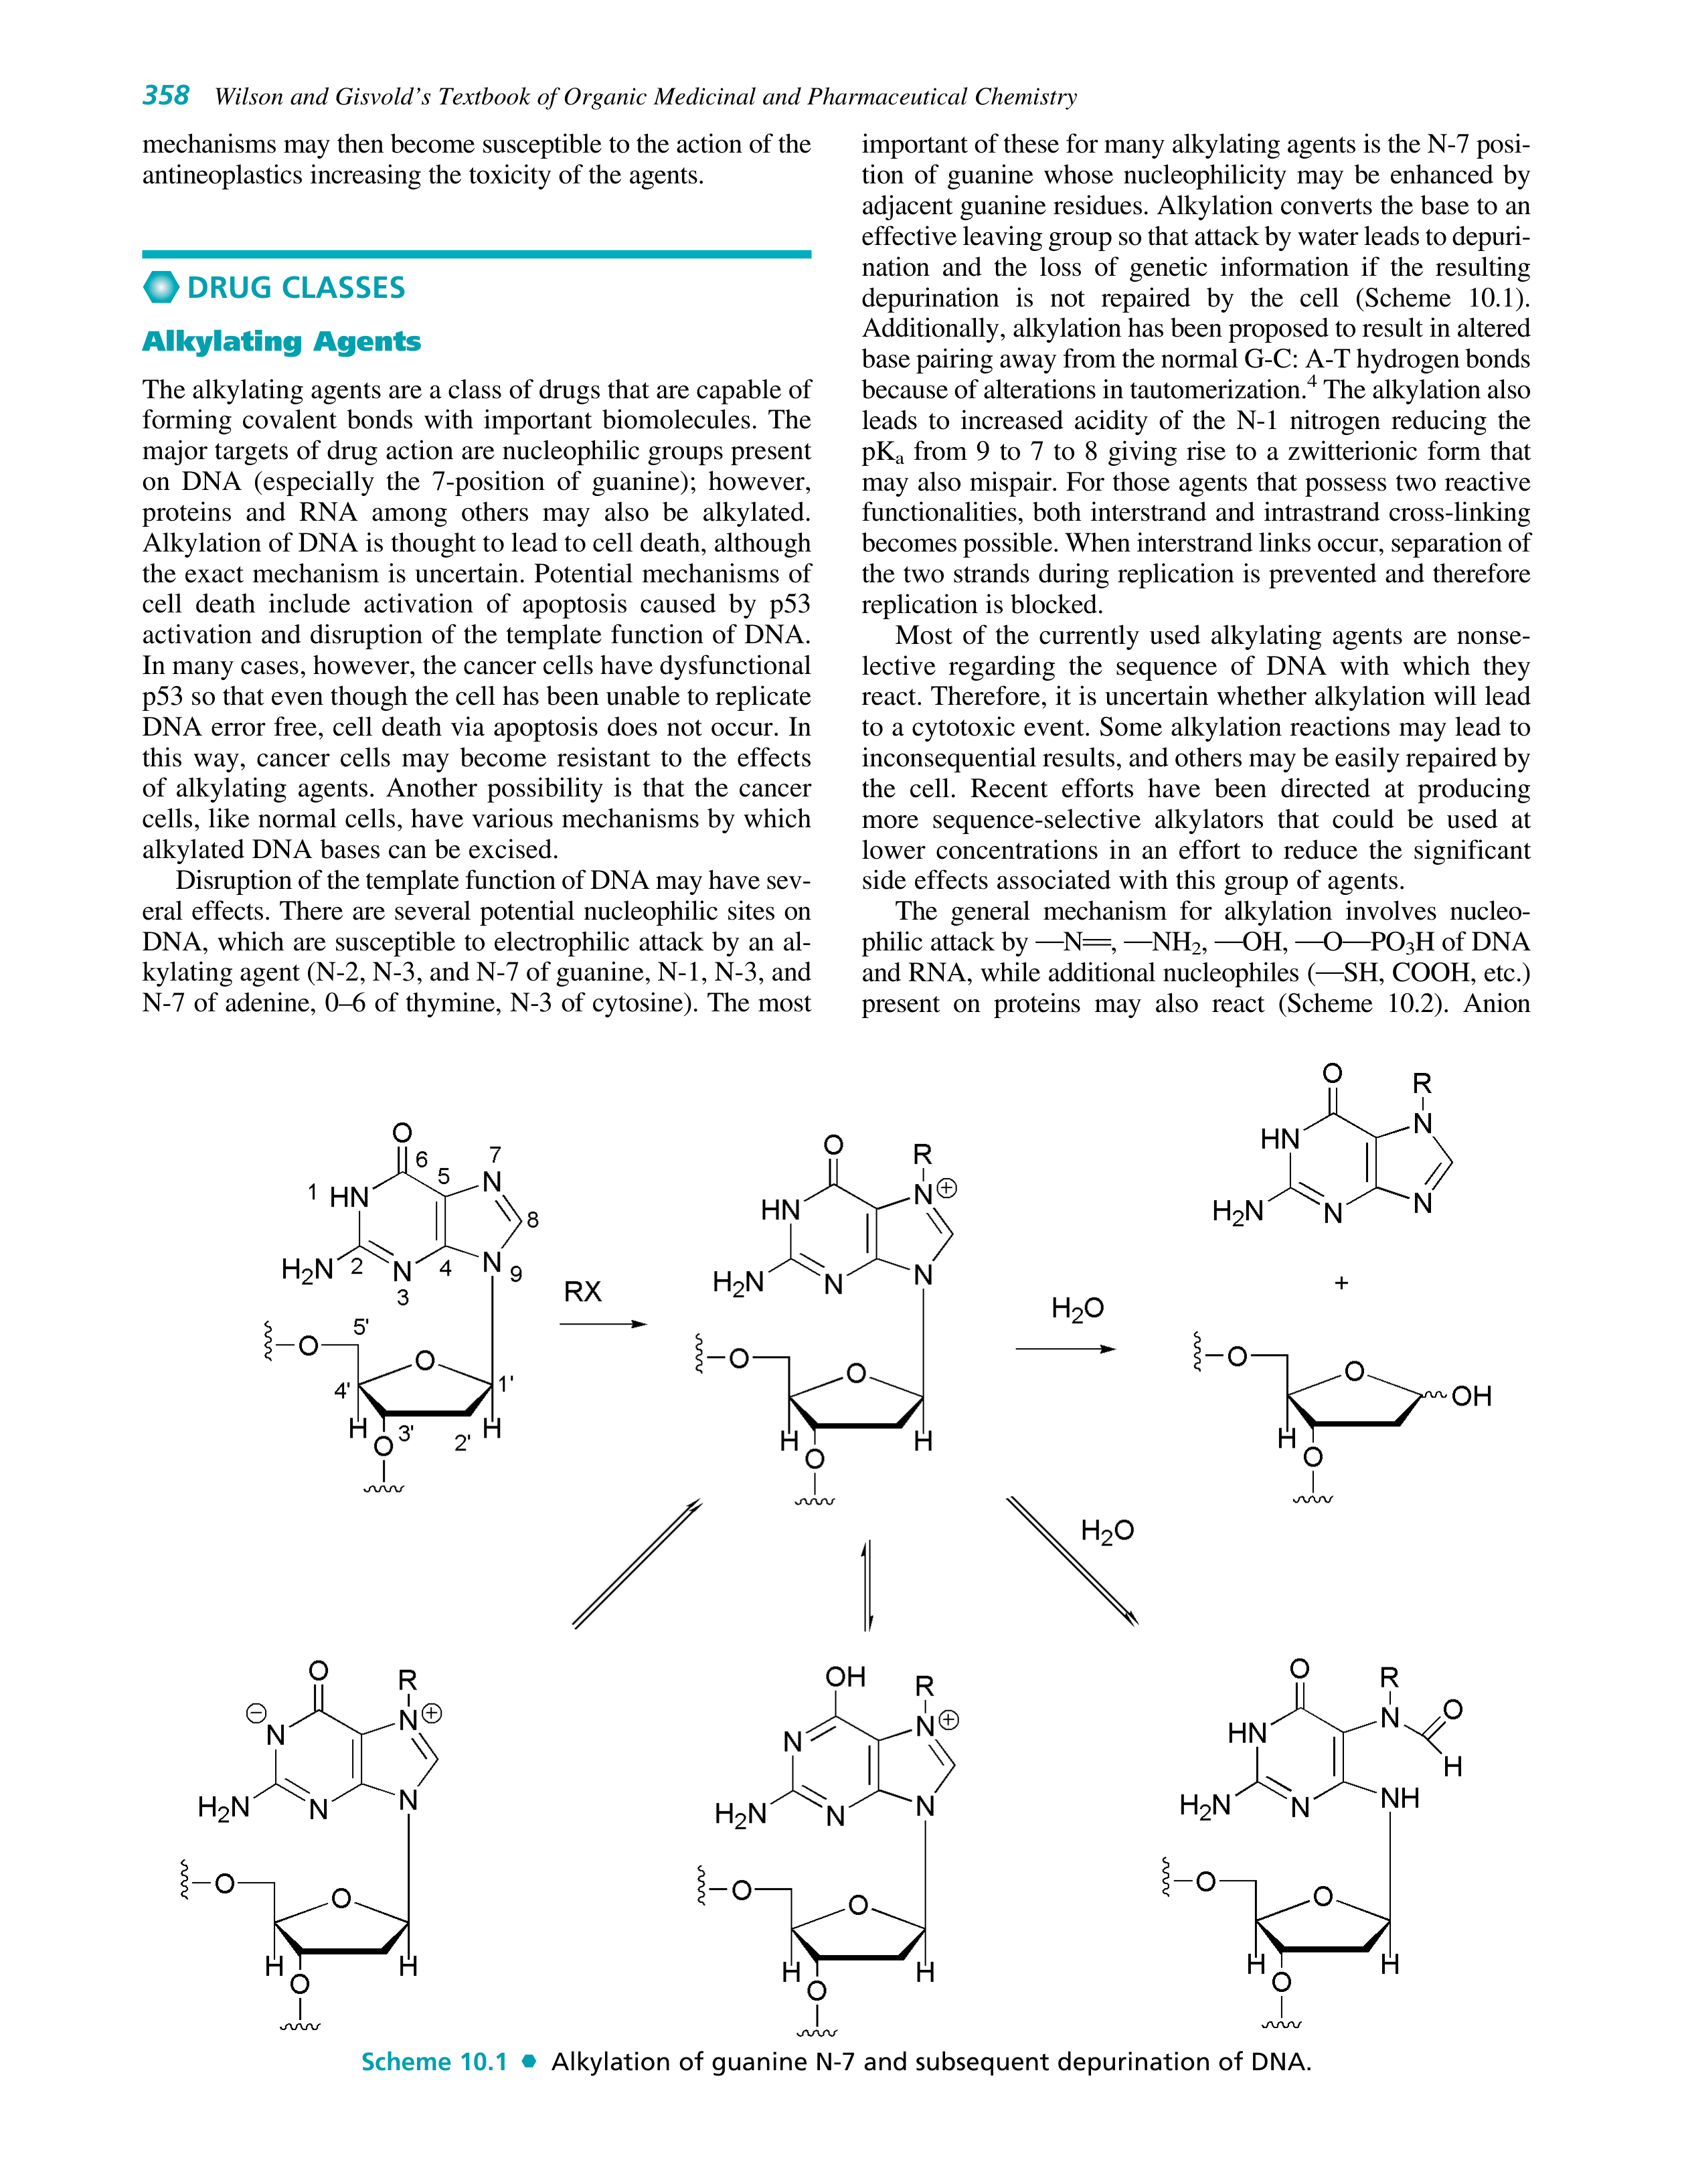 358 Wilson and Gisvold's Textbook of Organic Medicinal and Pharmaceutical Chemistry
mechanisms may then become susceptible to the action of the
antineoplastics increasing the toxicity of the agents.
DRUG CLASSES
Alkylating Agents
The alkylating agents are a class of drugs that are capable of
forming covalent bonds with important biomolecules. The
major targets of drug action are nucleophilic groups present
on DNA (especially the 7-position of guanine); however,
proteins and RNA among others may also be alkylated.
Alkylation of DNA is thought to lead to cell death, although
the exact mechanism is uncertain. Potential mechanisms of
cell death include activation of apoptosis caused by p53
activation and disruption of the template function of DNA.
In many cases, however, the cancer cells have dysfunctional
p53 so that even though the cell has been unable to replicate
DNA error free, cell death via apoptosis does not occur. In
this way, cancer cells may become resistant to the effects
of alkylating agents. Another possibility is that the cancer
cells, like normal cells, have various mechanisms by which
alkylated DNA bases can be excised.
Disruption of the template function of DNA may have sev-
eral effects. There are several potential nucleophilic sites on
DNA, which are susceptible to electrophilic attack by an al-
kylating agent (N-2, N-3, and N-7 of guanine, N-1, N-3, and
N-7 of adenine, 0–6 of thymine, N-3 of cytosine). The most
important of these for many alkylating agents is the N-7 posi-
tion of guanine whose nucleophilicity may be enhanced by
adjacent guanine residues. Alkylation converts the base to an
effective leaving group so that attack by water leads to depuri-
nation and the loss of genetic information if the resulting
depurination is not repaired by the cell (Scheme 10.1).
Additionally, alkylation has been proposed to result in altered
base pairing away from the normal G-C: A-T hydrogen bonds
because of alterations in tautomerization.⁴ The alkylation also
leads to increased acidity of the N-1 nitrogen reducing the
pKₐ from 9 to 7 to 8 giving rise to a zwitterionic form that
may also mispair. For those agents that possess two reactive
functionalities, both interstrand and intrastrand cross-linking
becomes possible. When interstrand links occur, separation of
the two strands during replication is prevented and therefore
replication is blocked.
Most of the currently used alkylating agents are nonse-
lective regarding the sequence of DNA with which they
react. Therefore, it is uncertain whether alkylation will lead
to a cytotoxic event. Some alkylation reactions may lead to
inconsequential results, and others may be easily repaired by
the cell. Recent efforts have been directed at producing
more sequence-selective alkylators that could be used at
lower concentrations in an effort to reduce the significant
side effects associated with this group of agents.
The general mechanism for alkylation involves nucleo-
philic attack by —N=, —NH₂, —OH, —O—PO₃H of DNA
and RNA, while additional nucleophiles (—SH, COOH, etc.)
present on proteins may also react (Scheme 10.2). Anion
O
6
7
5
N
1 HN
8
H₂N 2 N 4 N 9
3
5'
O
O
4'
1'
H 3' 2' H
O
RX
O
R
HN N⊕
H₂N N N
O
O
H H
O
H₂O
O
R
HN N
H₂N N N
+
O
O
OH
H
O
H₂O
O
R
⊖
N N⊕
H₂N N N
O
O
H H
O
OH
R
N N⊕
H₂N N N
O
O
H H
O
O
R
HN N O
H
H₂N N NH
O
O
H H
O
Scheme 10.1 Alkylation of guanine N-7 and subsequent depurination of DNA.